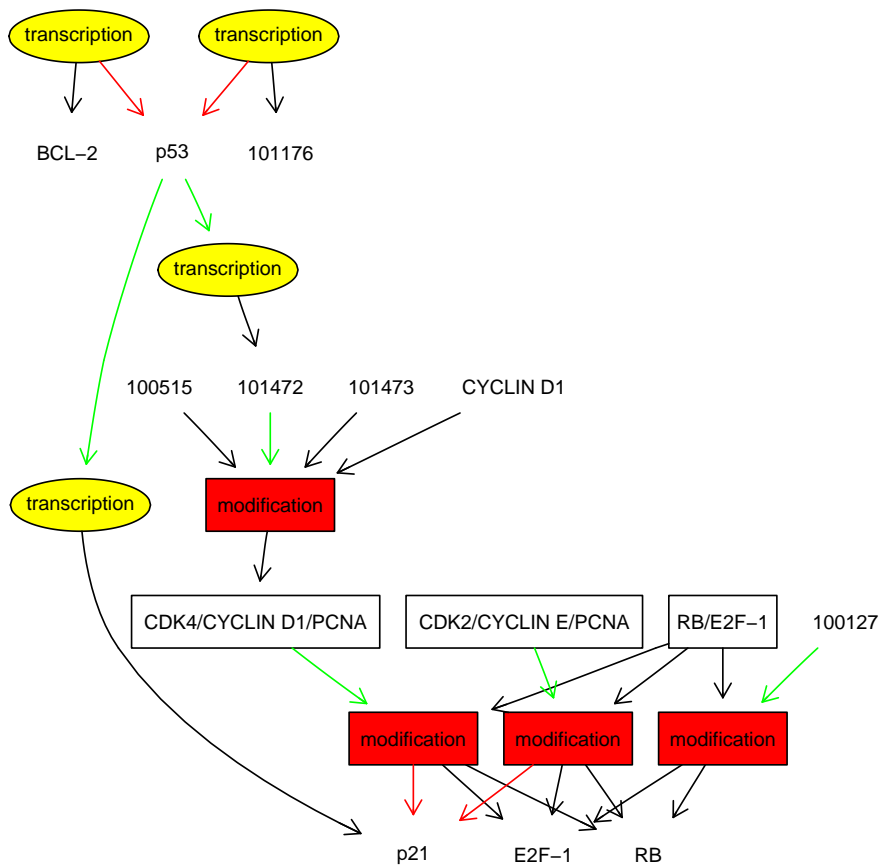 transcription
transcription
BCL−2
p53
101176
transcription
100515
101472
101473
CYCLIN D1
transcription
modification
CDK4/CYCLIN D1/PCNA
CDK2/CYCLIN E/PCNA
RB/E2F−1
100127
modification
modification
modification
p21
E2F−1
RB